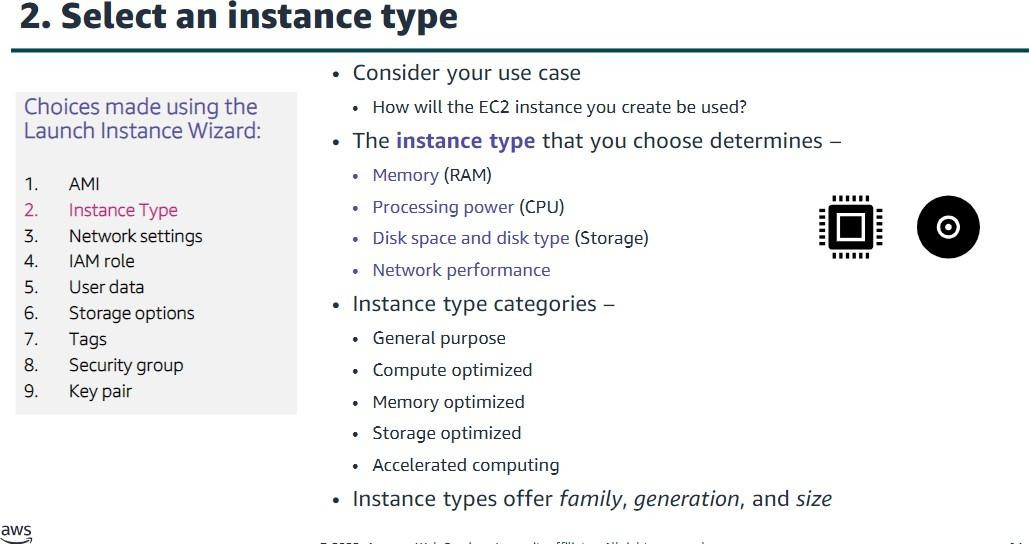 2. Select an instance type
Choices made using the
Launch Instance Wizard:
1. AMI
2. Instance Type
3. Network settings
4. IAM role
5. User data
6. Storage options
7. Tags
8. Security group
9. Key pair
• Consider your use case
• How will the EC2 instance you create be used?
• The instance type that you choose determines –
• Memory (RAM)
• Processing power (CPU)
• Disk space and disk type (Storage)
• Network performance
• Instance type categories –
• General purpose
• Compute optimized
• Memory optimized
• Storage optimized
• Accelerated computing
• Instance types offer family, generation, and size
aws